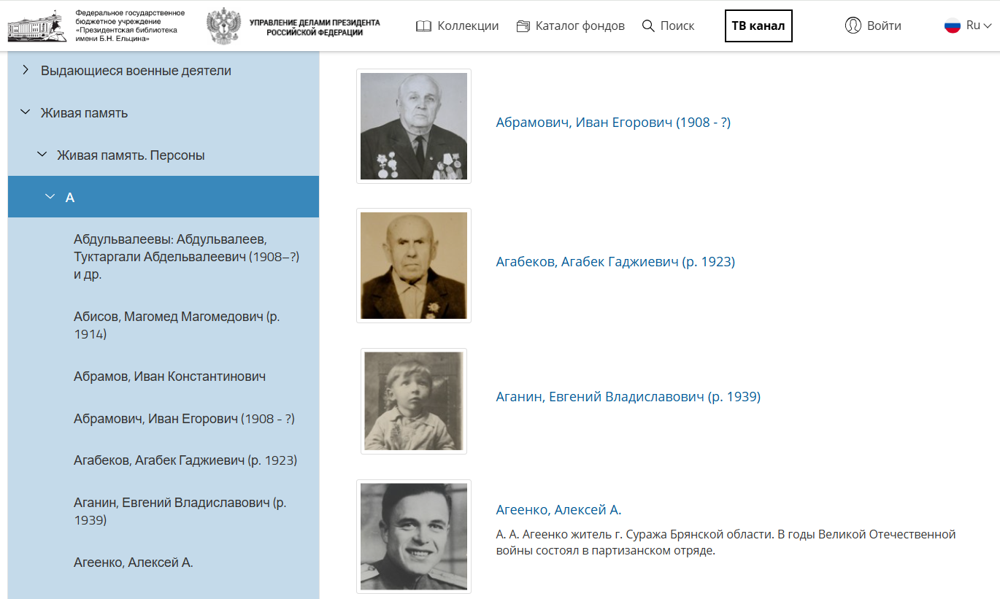 Федеральное государственное
бюджетное учреждение
«Президентская библиотека
имени Б.Н. Ельцина»
УПРАВЛЕНИЕ ДЕЛАМИ ПРЕЗИДЕНТА
РОССИЙСКОЙ ФЕДЕРАЦИИ
Коллекции
Каталог фондов
Поиск
ТВ канал
Войти
Ru
Выдающиеся военные деятели
Живая память
Живая память. Персоны
А
Абдульвалеевы: Абдульвалеев,
Туктаргали Абдельвалеевич (1908–?)
и др.
Абисов, Магомед Магомедович (р.
1914)
Абрамов, Иван Константинович
Абрамович, Иван Егорович (1908 - ?)
Агабеков, Агабек Гаджиевич (р. 1923)
Аганин, Евгений Владиславович (р.
1939)
Агеенко, Алексей А.
Абрамович, Иван Егорович (1908 - ?)
Агабеков, Агабек Гаджиевич (р. 1923)
Аганин, Евгений Владиславович (р. 1939)
Агеенко, Алексей А.
А. А. Агеенко житель г. Суража Брянской области. В годы Великой Отечественной
войны состоял в партизанском отряде.